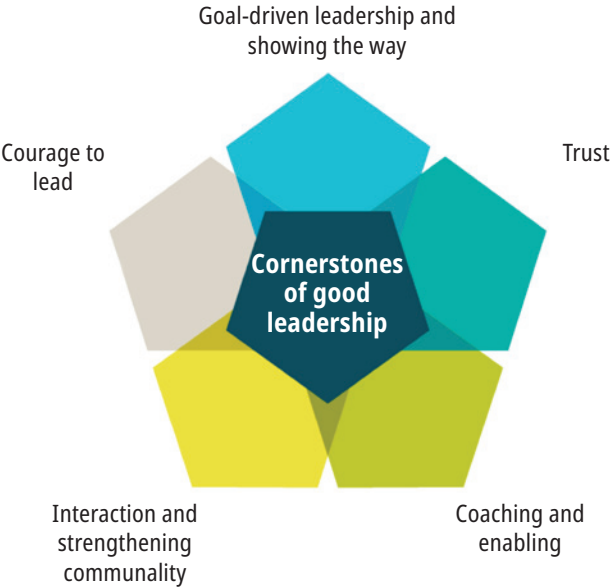 Goal-driven leadership and
showing the way
Courage to
lead
Trust
Cornerstones
of good
leadership
Interaction and
strengthening
communality
Coaching and
enabling